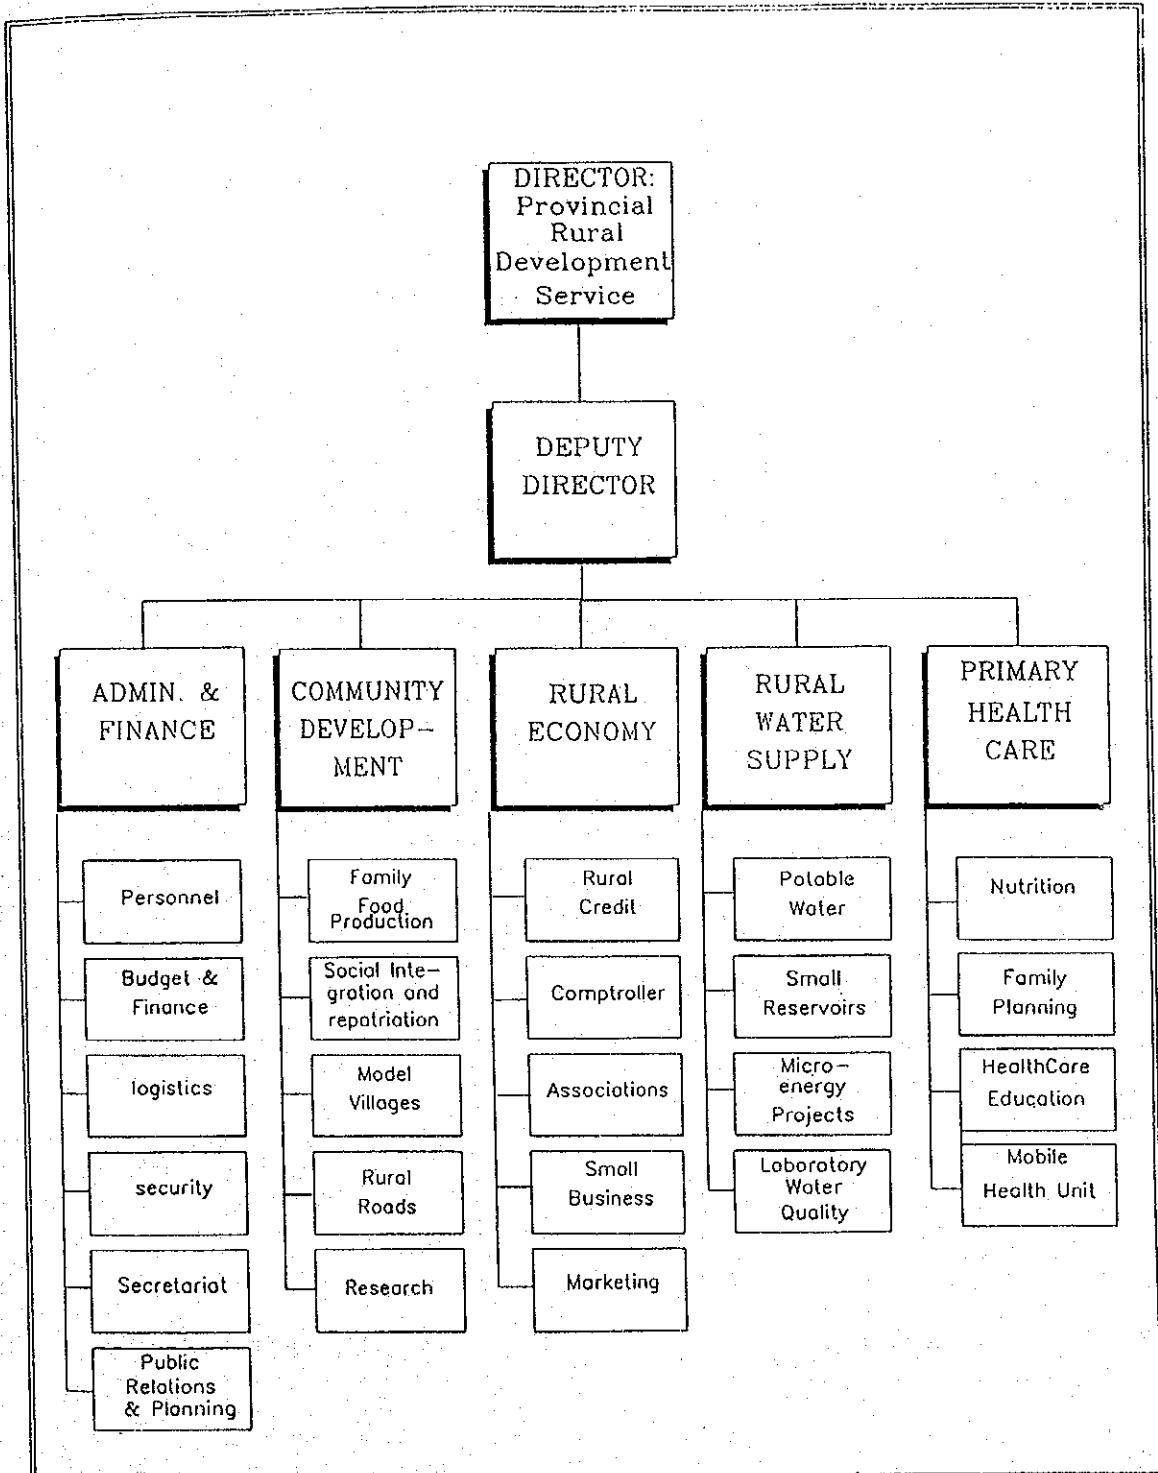 DIRECTOR:
Provincial
Rural
Development
Service
DEPUTY
DIRECTOR
ADMIN. &
FINANCE
COMMUNITY
DEVELOP-
MENT
RURAL
ECONOMY
RURAL
WATER
SUPPLY
PRIMARY
HEALTH
CARE
Personnel
Budget &
Finance
logistics
security
Secretariat
Public
Relations
& Planning
Family
Food
Production
Social Inte-
gration and
repatriation
Model
Villages
Rural
Roads
Research
Rural
Credit
Comptroller
Associations
Small
Business
Marketing
Potable
Water
Small
Reservoirs
Micro-
energy
Projects
Laboratory
Water
Quality
Nutrition
Family
Planning
HealthCare
Education
Mobile
Health Unit